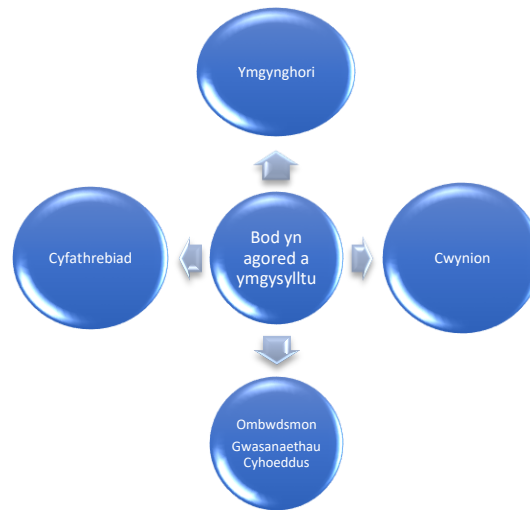 Ymgynghori
Cyfathrebiad
Bod yn
agored a
ymgysylltu
Cwynion
Ombwdsmon
Gwasanaethau
Cyhoeddus